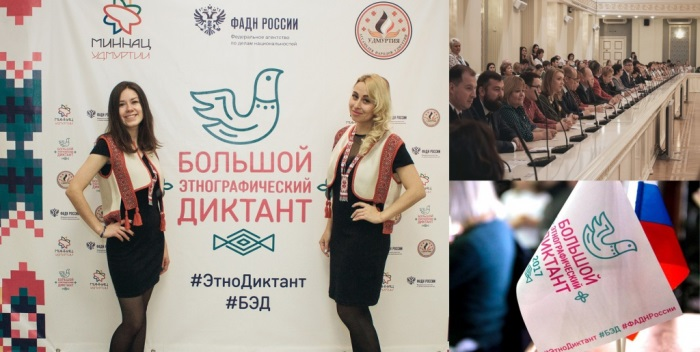 МИННАЦ
УДМУРТИИ
ФАДН РОССИИ
Федеральное агентство
по делам национальностей
УДМУРТИЯ
БОЛЬШОЙ
ЭТНОГРАФИЧЕСКИЙ
ДИКТАНТ
#ЭтноДиктант
#БЭД
БОЛЬШОЙ
ЭТНОГРАФИЧЕСКИЙ
ДИКТАНТ
2017
#ЭтноДиктант #БЭД #ФАДНРоссии